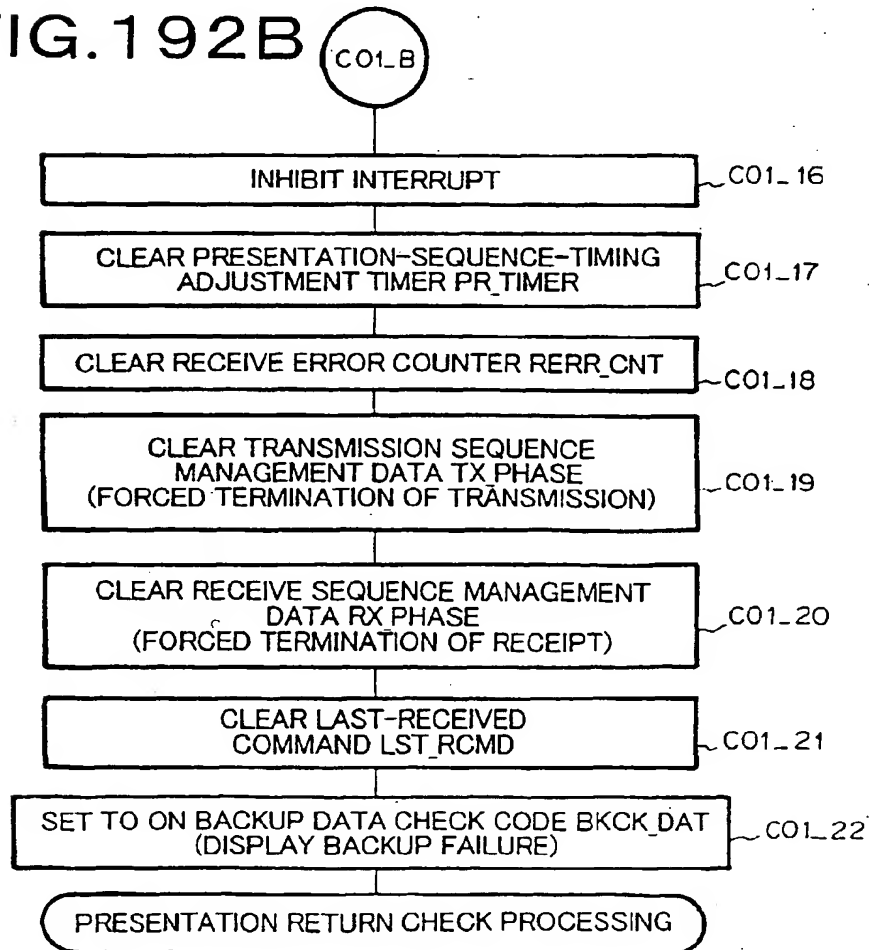 FIG.192B
C01_B
INHIBIT INTERRUPT
C01_16
CLEAR PRESENTATION-SEQUENCE-TIMING
ADJUSTMENT TIMER PR_TIMER
C01_17
CLEAR RECEIVE ERROR COUNTER RERR_CNT
C01_18
CLEAR TRANSMISSION SEQUENCE
MANAGEMENT DATA TX_PHASE
(FORCED TERMINATION OF TRANSMISSION)
C01_19
CLEAR RECEIVE SEQUENCE MANAGEMENT
DATA RX_PHASE
(FORCED TERMINATION OF RECEIPT)
C01_20
CLEAR LAST-RECEIVED
COMMAND LST_RCMD
C01_21
SET TO ON BACKUP DATA CHECK CODE BKCK_DAT
(DISPLAY BACKUP FAILURE)
C01_22
PRESENTATION RETURN CHECK PROCESSING